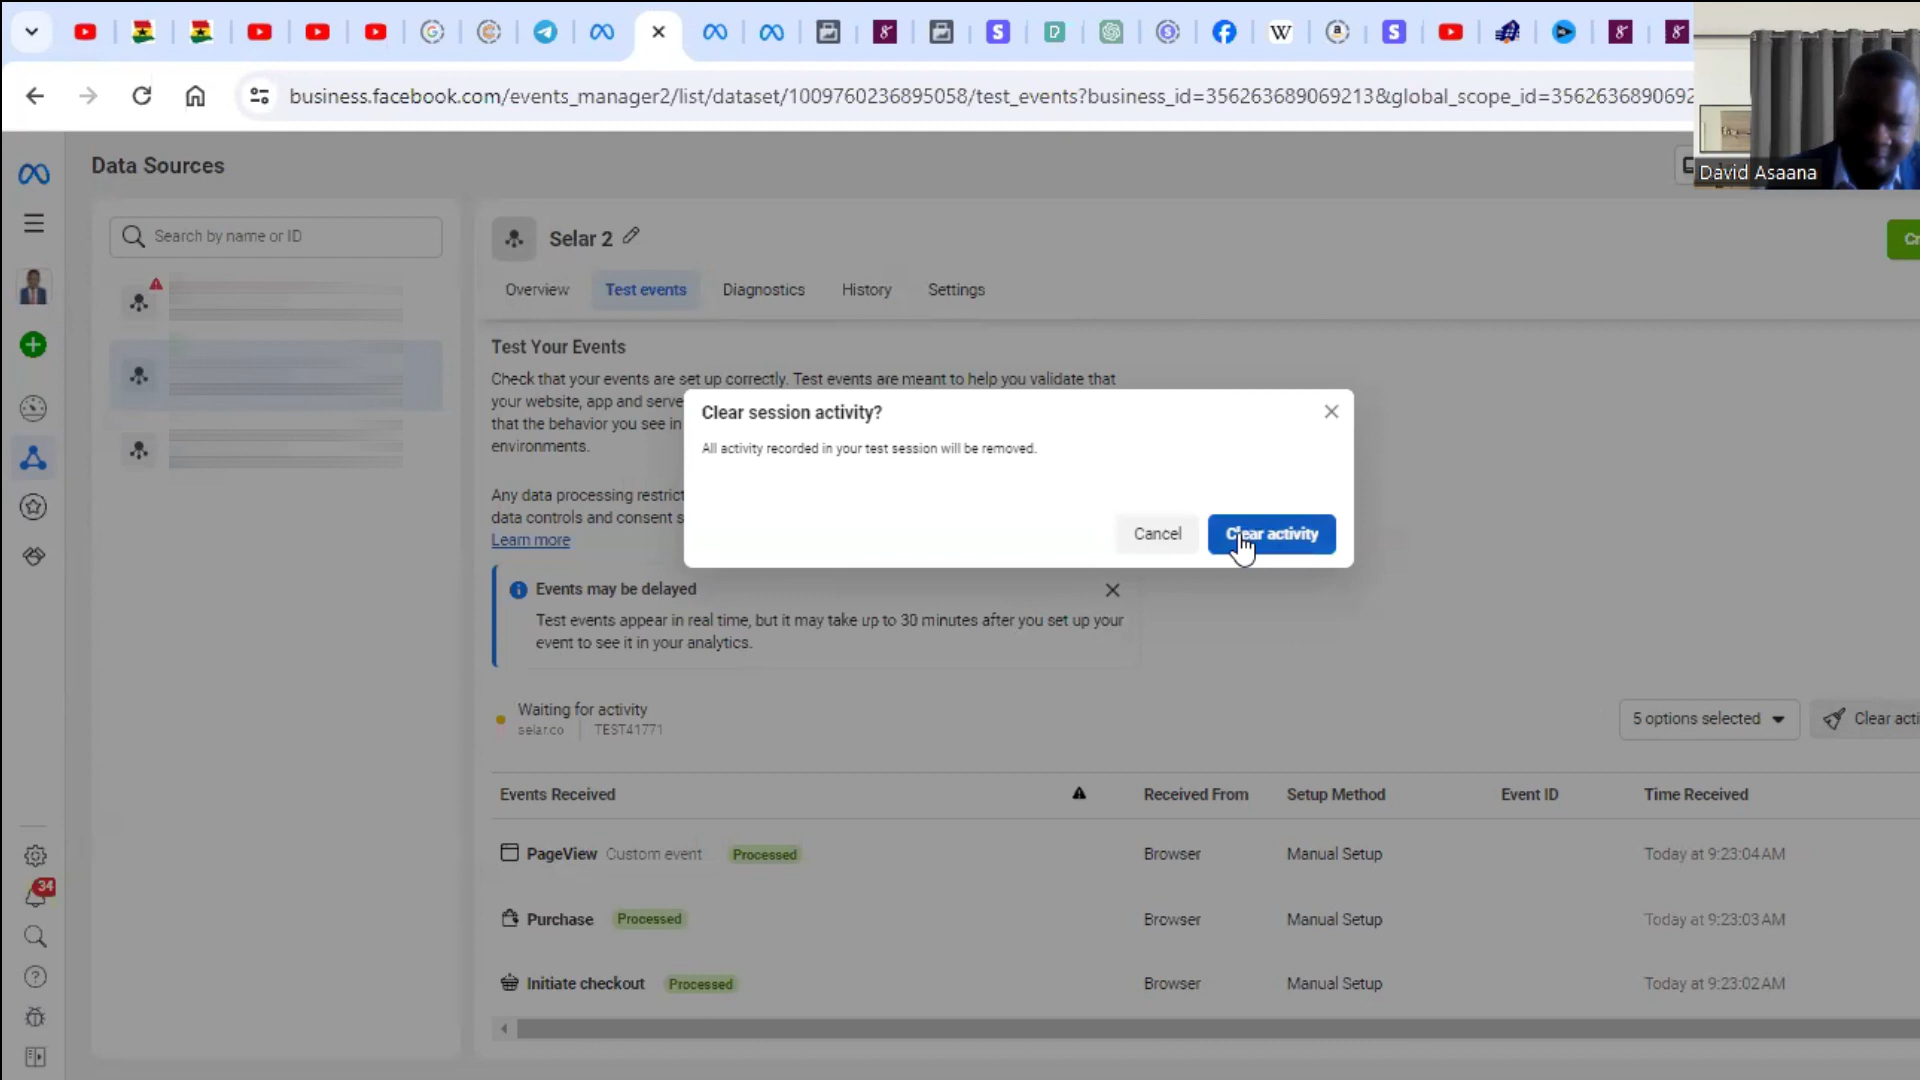 business.facebook.com/events_manager2/list/dataset/1009760236895058/test_events?business_id=356263689069213&global_scope_id=3562636890692
David Asaana
Data Sources
Search by name or ID
Selar 2
Overview
Test events
Diagnostics
History
Settings
Test Your Events
Check that your events are set up correctly. Test events are meant to help you validate that
your website, app and serve
that the behavior you see in
environments.
Any data processing restrict
data controls and consent s
Learn more
Clear session activity?
All activity recorded in your test session will be removed.
Cancel
Clear activity
Events may be delayed
Test events appear in real time, but it may take up to 30 minutes after you set up your
event to see it in your analytics.
Waiting for activity
selar.co
TEST41771
5 options selected
Clear acti
Events Received
Received From
Setup Method
Event ID
Time Received
PageView Custom event Processed
Browser
Manual Setup
Today at 9:23:04 AM
Purchase Processed
Browser
Manual Setup
Today at 9:23:03 AM
Initiate checkout Processed
Browser
Manual Setup
Today at 9:23:02 AM
34